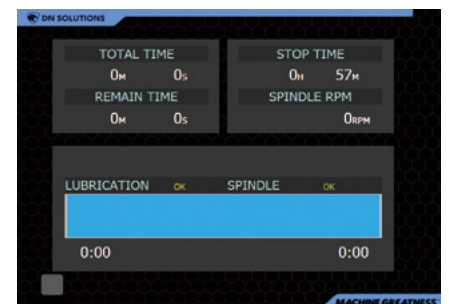 DN SOLUTIONS
TOTAL TIME
0M 0S
REMAIN TIME
0M 0S
STOP TIME
0H 57M
SPINDLE RPM
0RPM
LUBRICATION OK SPINDLE OK
0:00 0:00
MACHINE GREATNESS